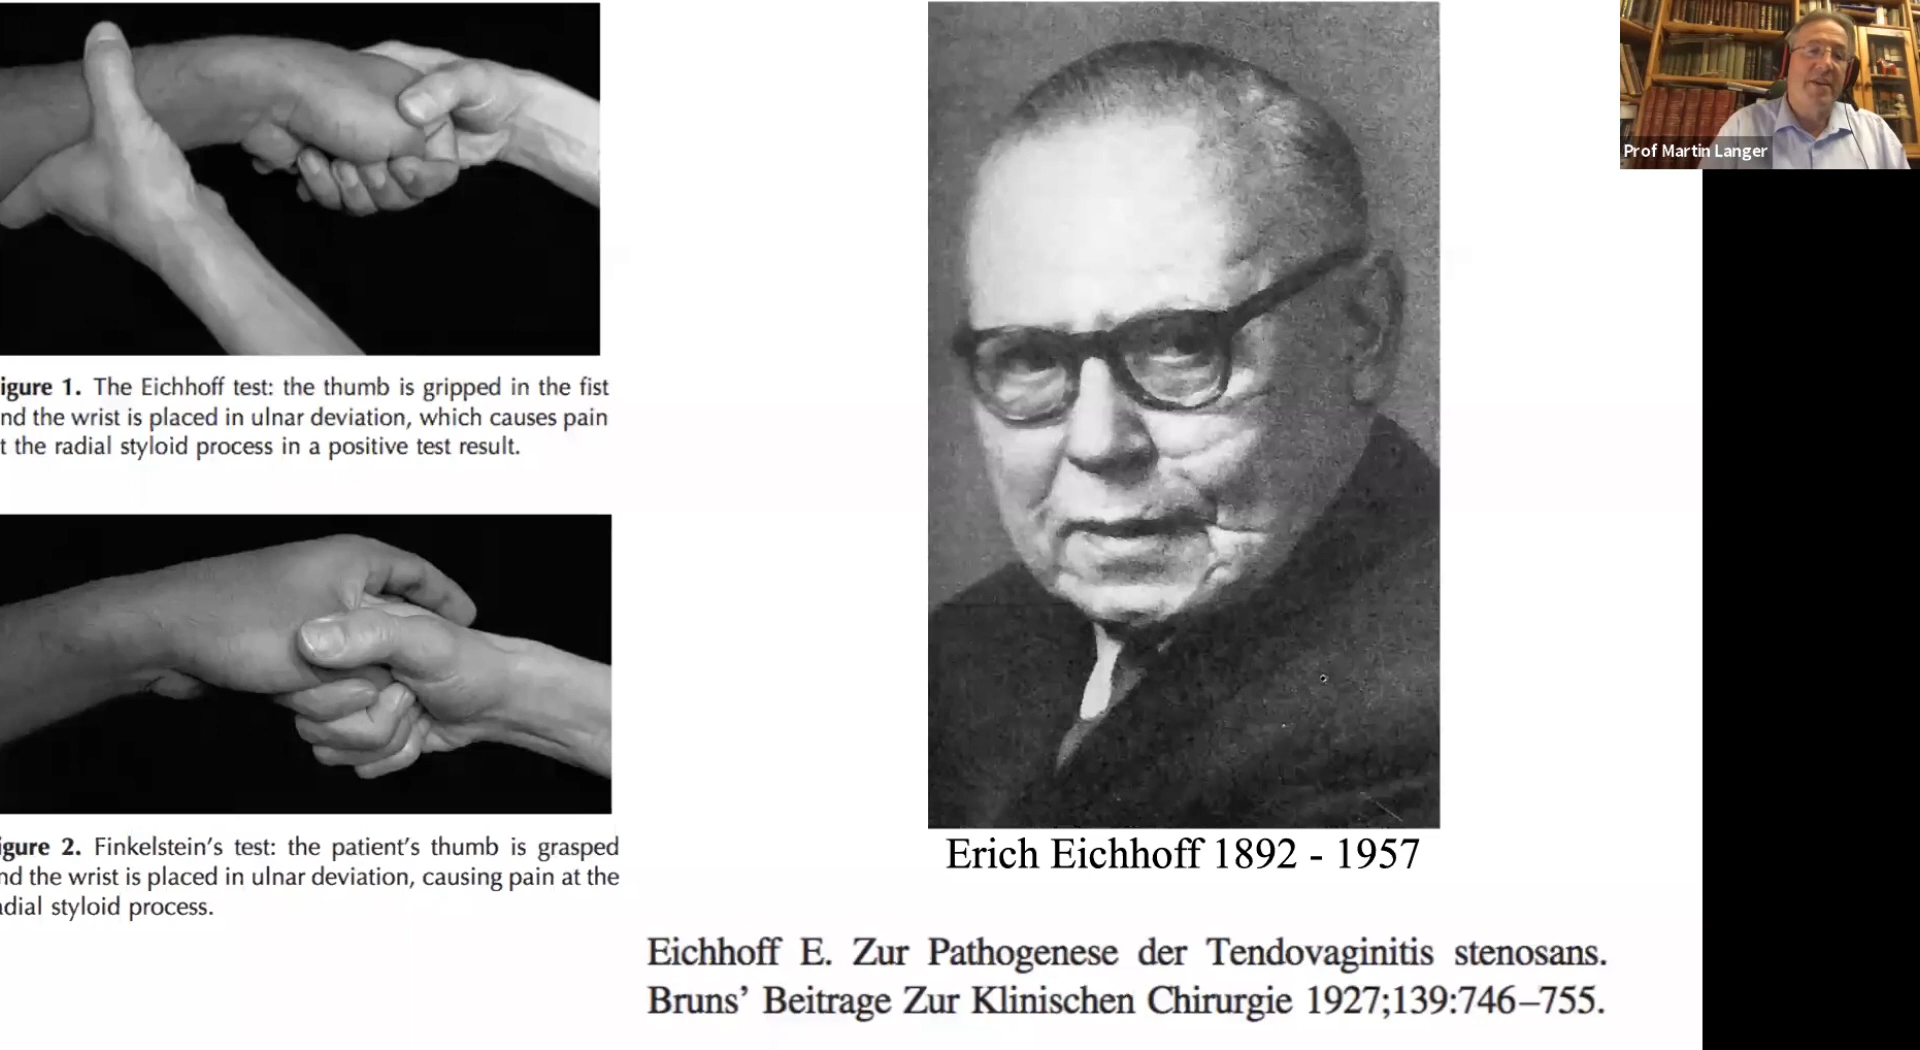 igure 1. The Eichhoff test: the thumb is gripped in the fist
nd the wrist is placed in ulnar deviation, which causes pain
t the radial styloid process in a positive test result.
igure 2. Finkelstein's test: the patient's thumb is grasped
nd the wrist is placed in ulnar deviation, causing pain at the
adial styloid process.
Prof Martin Langer
Erich Eichhoff 1892 - 1957
Eichhoff E. Zur Pathogenese der Tendovaginitis stenosans.
Bruns' Beitrage Zur Klinischen Chirurgie 1927;139:746–755.